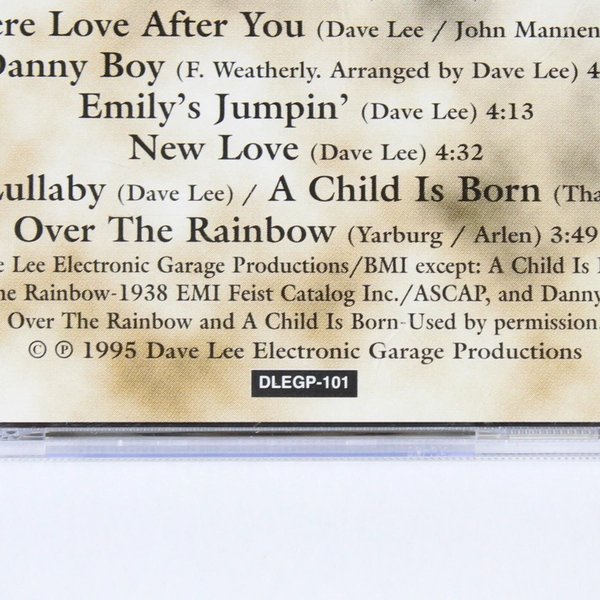 ere Love After You (Dave Lee / John Mannen
Danny Boy (F. Weatherly. Arranged by Dave Lee) 4
Emily's Jumpin' (Dave Lee) 4:13
New Love (Dave Lee) 4:32
Lullaby (Dave Lee) / A Child Is Born (Tha
Over The Rainbow (Yarburg / Arlen) 3:49
e Lee Electronic Garage Productions/BMI except: A Child Is
he Rainbow-1938 EMI Feist Catalog Inc./ASCAP, and Danny
Over The Rainbow and A Child Is Born-Used by permission.
© ℗ 1995 Dave Lee Electronic Garage Productions
DLEGP-101